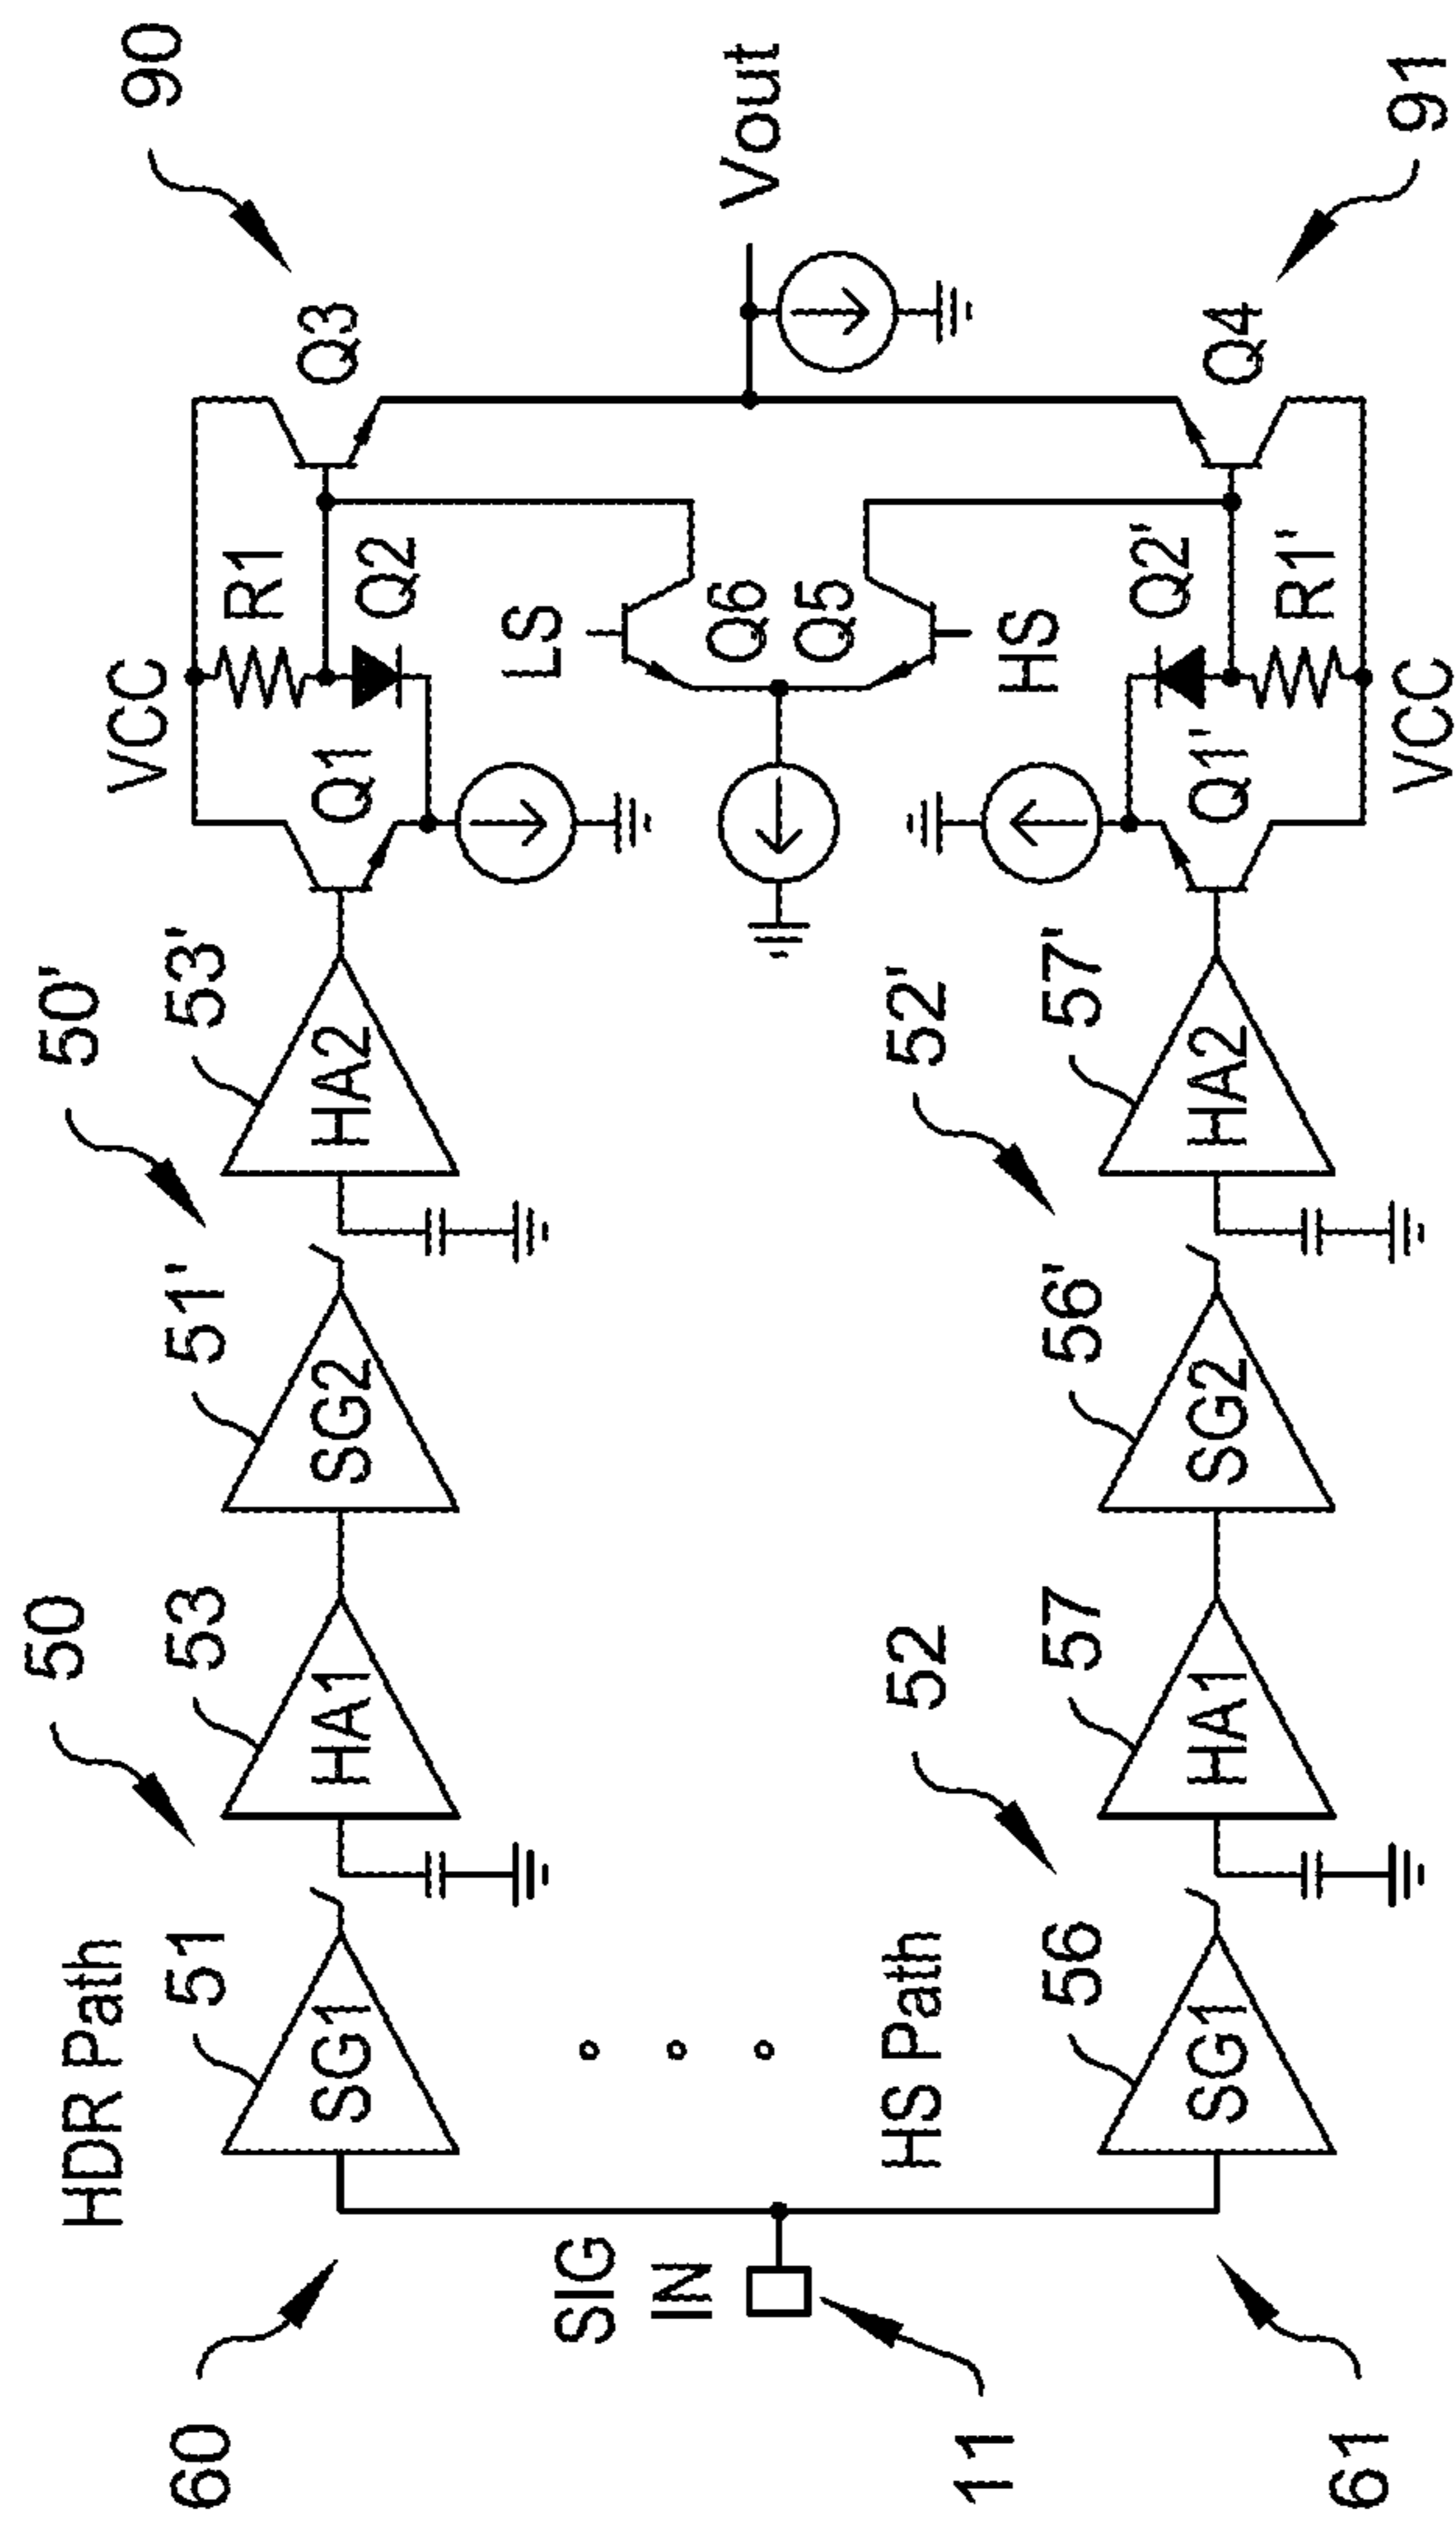 90
50'
50
HDR Path
60
VCC
R1
Q3
Q1
Q2
53'
51'
53
51
HA2
SG2
HA1
SG1
LS
Q6
Q5
HS
Vout
SIG
IN
11
52'
52
HS Path
Q2'
Q4
Q1'
R1'
57'
56'
57
56
HA2
SG2
HA1
SG1
VCC
91
61